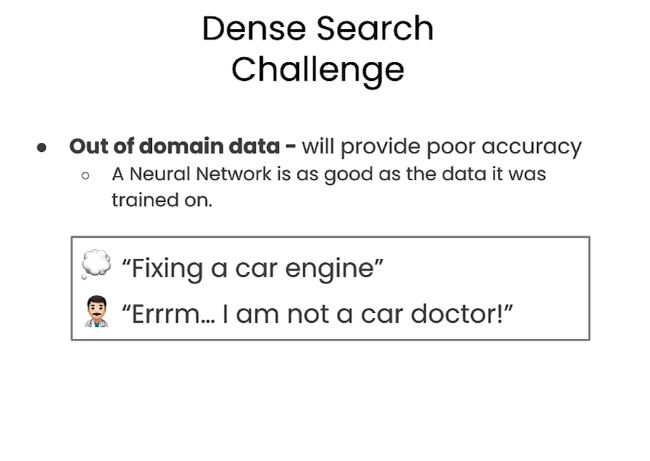 Dense Search
Challenge
● Out of domain data - will provide poor accuracy
○ A Neural Network is as good as the data it was
trained on.
“Fixing a car engine”
“Errrm... I am not a car doctor!”